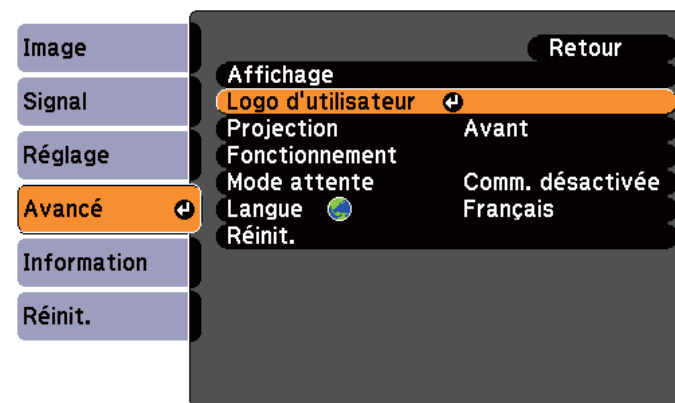 Image
Signal
Réglage
Avancé
Information
Réinit.
Retour
Affichage
Logo d'utilisateur
Projection Avant
Fonctionnement
Mode attente Comm. désactivée
Langue Français
Réinit.